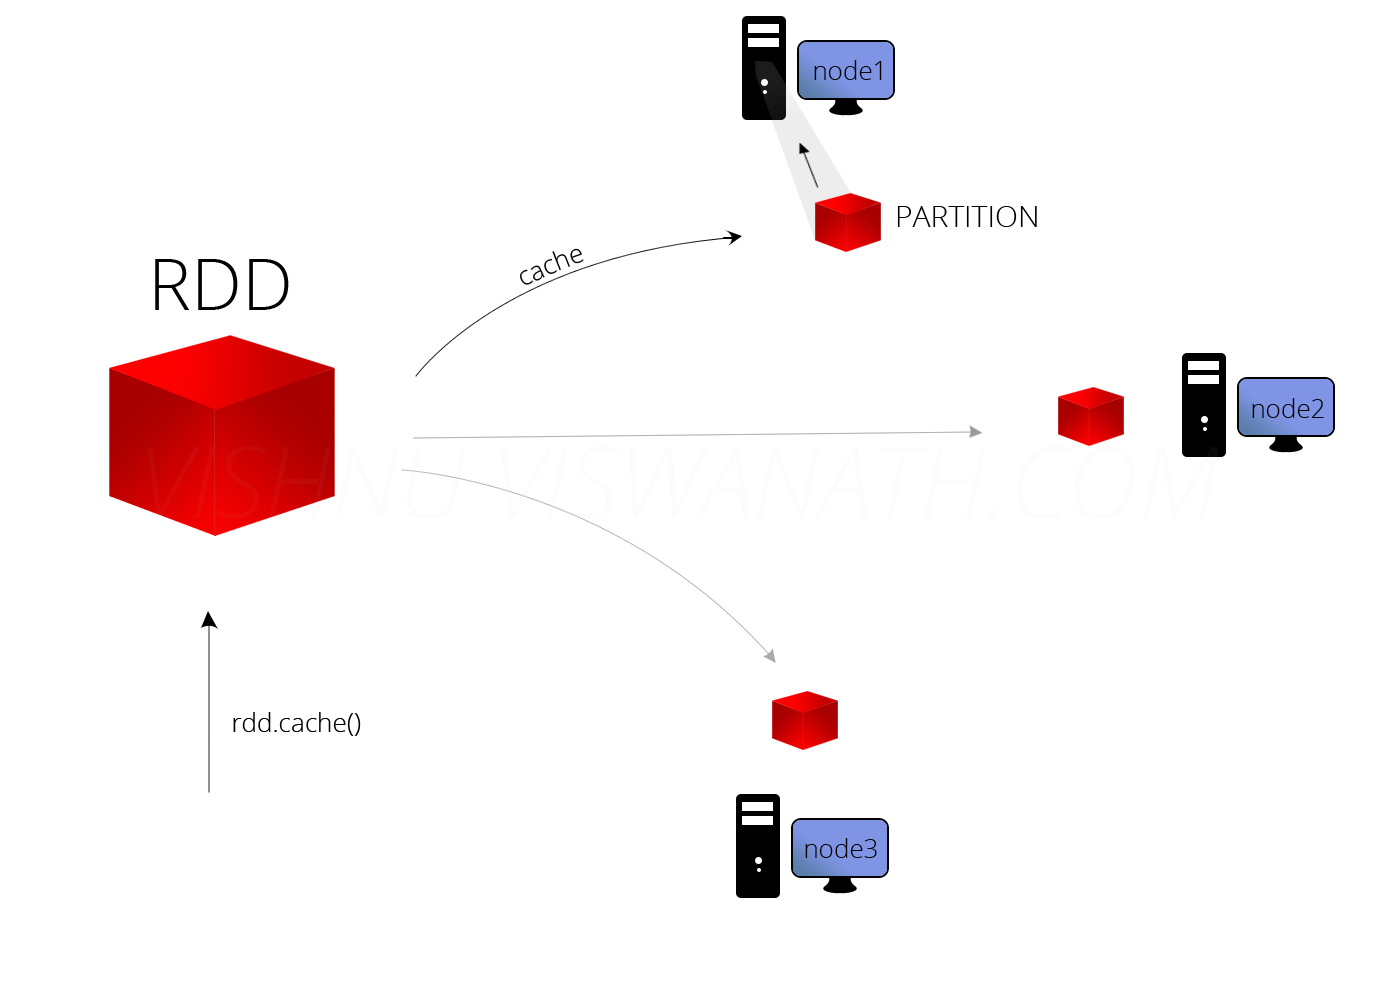 node1
PARTITION
cache
RDD
node2
VISHNU VISWANATH.COM
rdd.cache()
node3